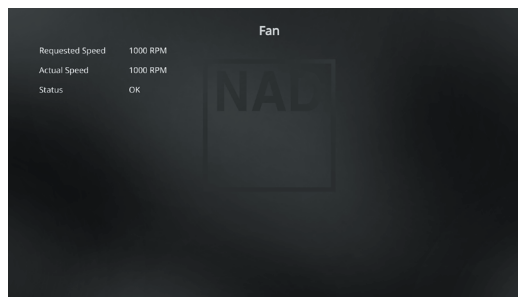 Fan
Requested Speed 1000 RPM
Actual Speed 1000 RPM
Status OK
NAD